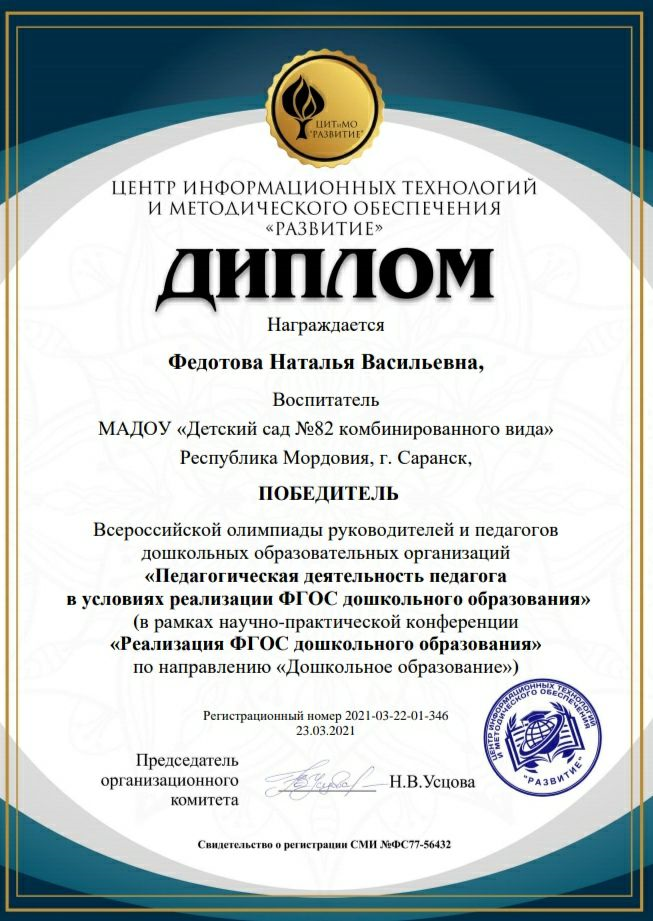 ЦИТиМО
"РАЗВИТИЕ"
ЦЕНТР ИНФОРМАЦИОННЫХ ТЕХНОЛОГИЙ
И МЕТОДИЧЕСКОГО ОБЕСПЕЧЕНИЯ
«РАЗВИТИЕ»
ДИПЛОМ
Награждается
Федотова Наталья Васильевна,
Воспитатель
МАДОУ «Детский сад №82 комбинированного вида»
Республика Мордовия, г. Саранск,
ПОБЕДИТЕЛЬ
Всероссийской олимпиады руководителей и педагогов
дошкольных образовательных организаций
«Педагогическая деятельность педагога
в условиях реализации ФГОС дошкольного образования»
(в рамках научно-практической конференции
«Реализация ФГОС дошкольного образования»
по направлению «Дошкольное образование»)
Регистрационный номер 2021-03-22-01-346
23.03.2021
Председатель
организационного
комитета
Н.В.Усцова
ЦЕНТР ИНФОРМАЦИОННЫХ ТЕХНОЛОГИЙ
И МЕТОДИЧЕСКОГО ОБЕСПЕЧЕНИЯ
"РАЗВИТИЕ"
Свидетельство о регистрации СМИ №ФС77-56432